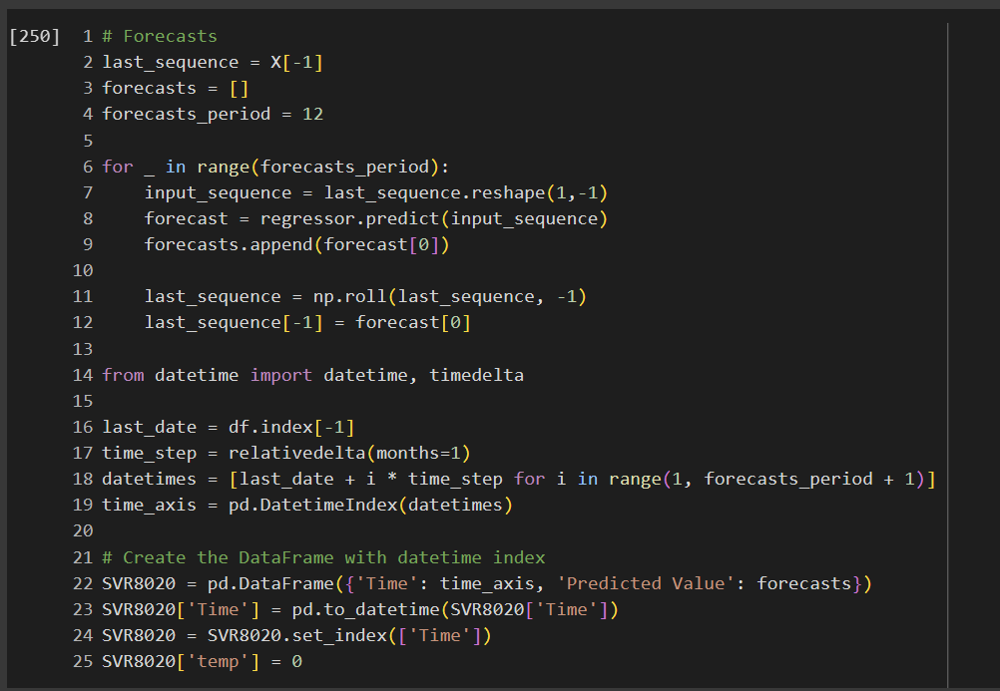 [250] 1 # Forecasts
2 last_sequence = X[-1]
3 forecasts = []
4 forecasts_period = 12
5
6 for _ in range(forecasts_period):
7     input_sequence = last_sequence.reshape(1,-1)
8     forecast = regressor.predict(input_sequence)
9     forecasts.append(forecast[0])
10
11     last_sequence = np.roll(last_sequence, -1)
12     last_sequence[-1] = forecast[0]
13
14 from datetime import datetime, timedelta
15
16 last_date = df.index[-1]
17 time_step = relativedelta(months=1)
18 datetimes = [last_date + i * time_step for i in range(1, forecasts_period + 1)]
19 time_axis = pd.DatetimeIndex(datetimes)
20
21 # Create the DataFrame with datetime index
22 SVR8020 = pd.DataFrame({'Time': time_axis, 'Predicted Value': forecasts})
23 SVR8020['Time'] = pd.to_datetime(SVR8020['Time'])
24 SVR8020 = SVR8020.set_index(['Time'])
25 SVR8020['temp'] = 0